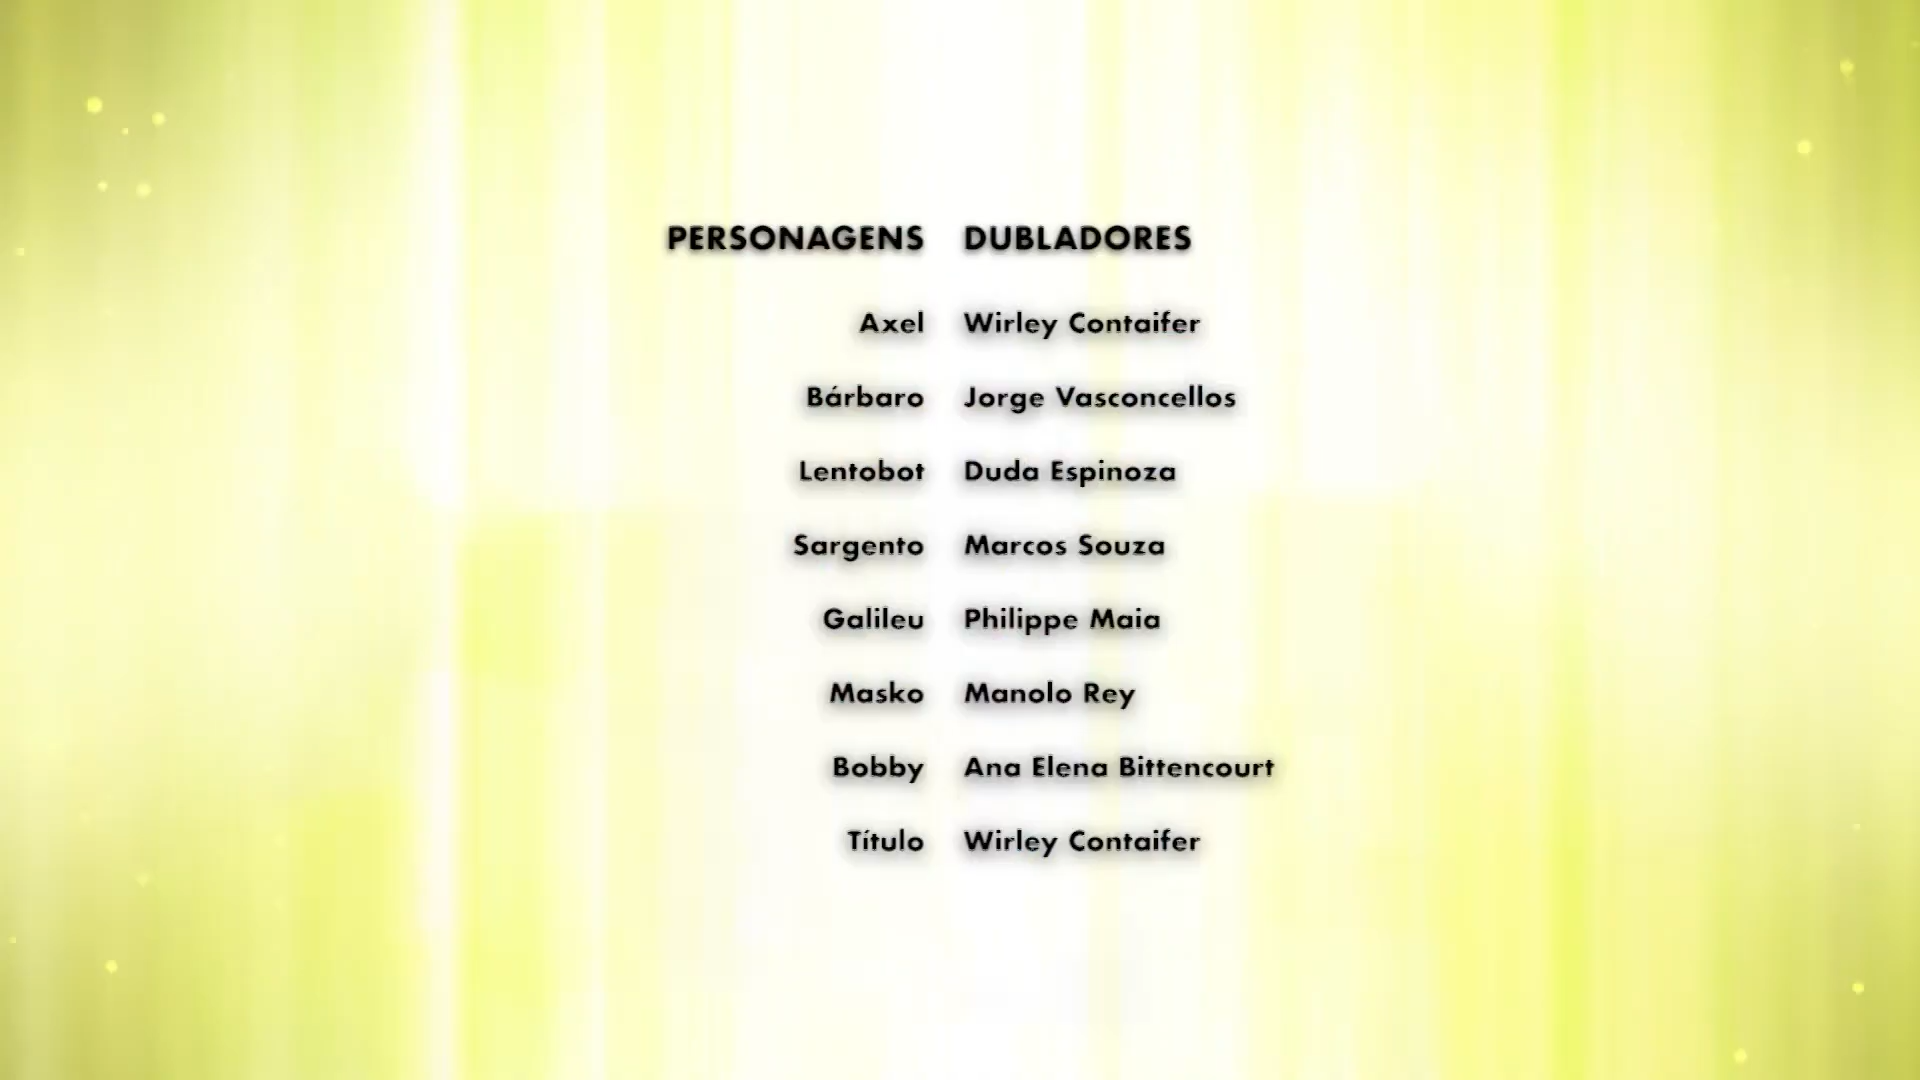 PERSONAGENS DUBLADORES
Axel Wirley Contaifer
Bárbaro Jorge Vasconcellos
Lentobot Duda Espinoza
Sargento Marcos Souza
Galileu Philippe Maia
Masko Manolo Rey
Bobby Ana Elena Bittencourt
Título Wirley Contaifer